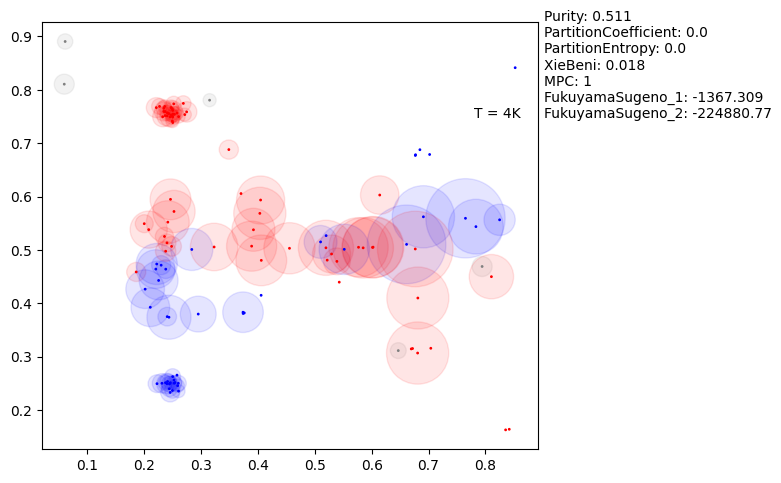 Purity: 0.511
PartitionCoefficient: 0.0
PartitionEntropy: 0.0
XieBeni: 0.018
MPC: 1
FukuyamaSugeno_1: -1367.309
FukuyamaSugeno_2: -224880.77
T = 4K
0.9
0.8
0.7
0.6
0.5
0.4
0.3
0.2
0.1 0.2 0.3 0.4 0.5 0.6 0.7 0.8